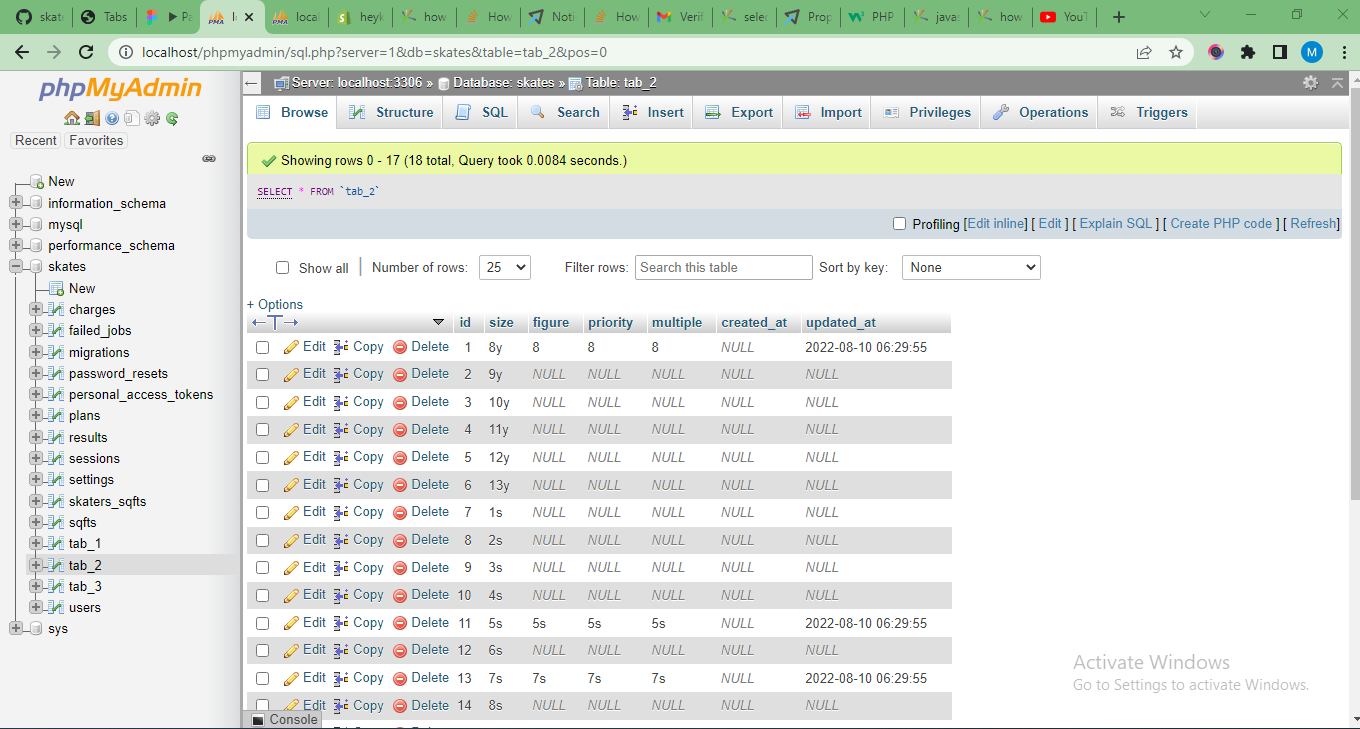 skat Tabs Pa l local heyk how How Noti How Verif selec Prop PHP javas how YouT
localhost/phpmyadmin/sql.php?server=1&db=skates&table=tab_2&pos=0 M
phpMyAdmin
Recent Favorites
New
information_schema
mysql
performance_schema
skates
New
charges
failed_jobs
migrations
password_resets
personal_access_tokens
plans
results
sessions
settings
skaters_sqfts
sqfts
tab_1
tab_2
tab_3
users
sys
Server: localhost:3306 » Database: skates » Table: tab_2
Browse Structure SQL Search Insert Export Import Privileges Operations Triggers
Showing rows 0 - 17 (18 total, Query took 0.0084 seconds.)
SELECT * FROM `tab_2`
Profiling [Edit inline] [ Edit ] [ Explain SQL ] [ Create PHP code ] [ Refresh]
Show all Number of rows: 25 Filter rows: Search this table Sort by key: None
+ Options
←T→ id size figure priority multiple created_at updated_at
Edit Copy Delete 1 8y 8 8 8 NULL 2022-08-10 06:29:55
Edit Copy Delete 2 9y NULL NULL NULL NULL NULL
Edit Copy Delete 3 10y NULL NULL NULL NULL NULL
Edit Copy Delete 4 11y NULL NULL NULL NULL NULL
Edit Copy Delete 5 12y NULL NULL NULL NULL NULL
Edit Copy Delete 6 13y NULL NULL NULL NULL NULL
Edit Copy Delete 7 1s NULL NULL NULL NULL NULL
Edit Copy Delete 8 2s NULL NULL NULL NULL NULL
Edit Copy Delete 9 3s NULL NULL NULL NULL NULL
Edit Copy Delete 10 4s NULL NULL NULL NULL NULL
Edit Copy Delete 11 5s 5s 5s 5s NULL 2022-08-10 06:29:55
Edit Copy Delete 12 6s NULL NULL NULL NULL NULL
Edit Copy Delete 13 7s 7s 7s 7s NULL 2022-08-10 06:29:55
Edit Copy Delete 14 8s NULL NULL NULL NULL NULL
Console
Activate Windows
Go to Settings to activate Windows.